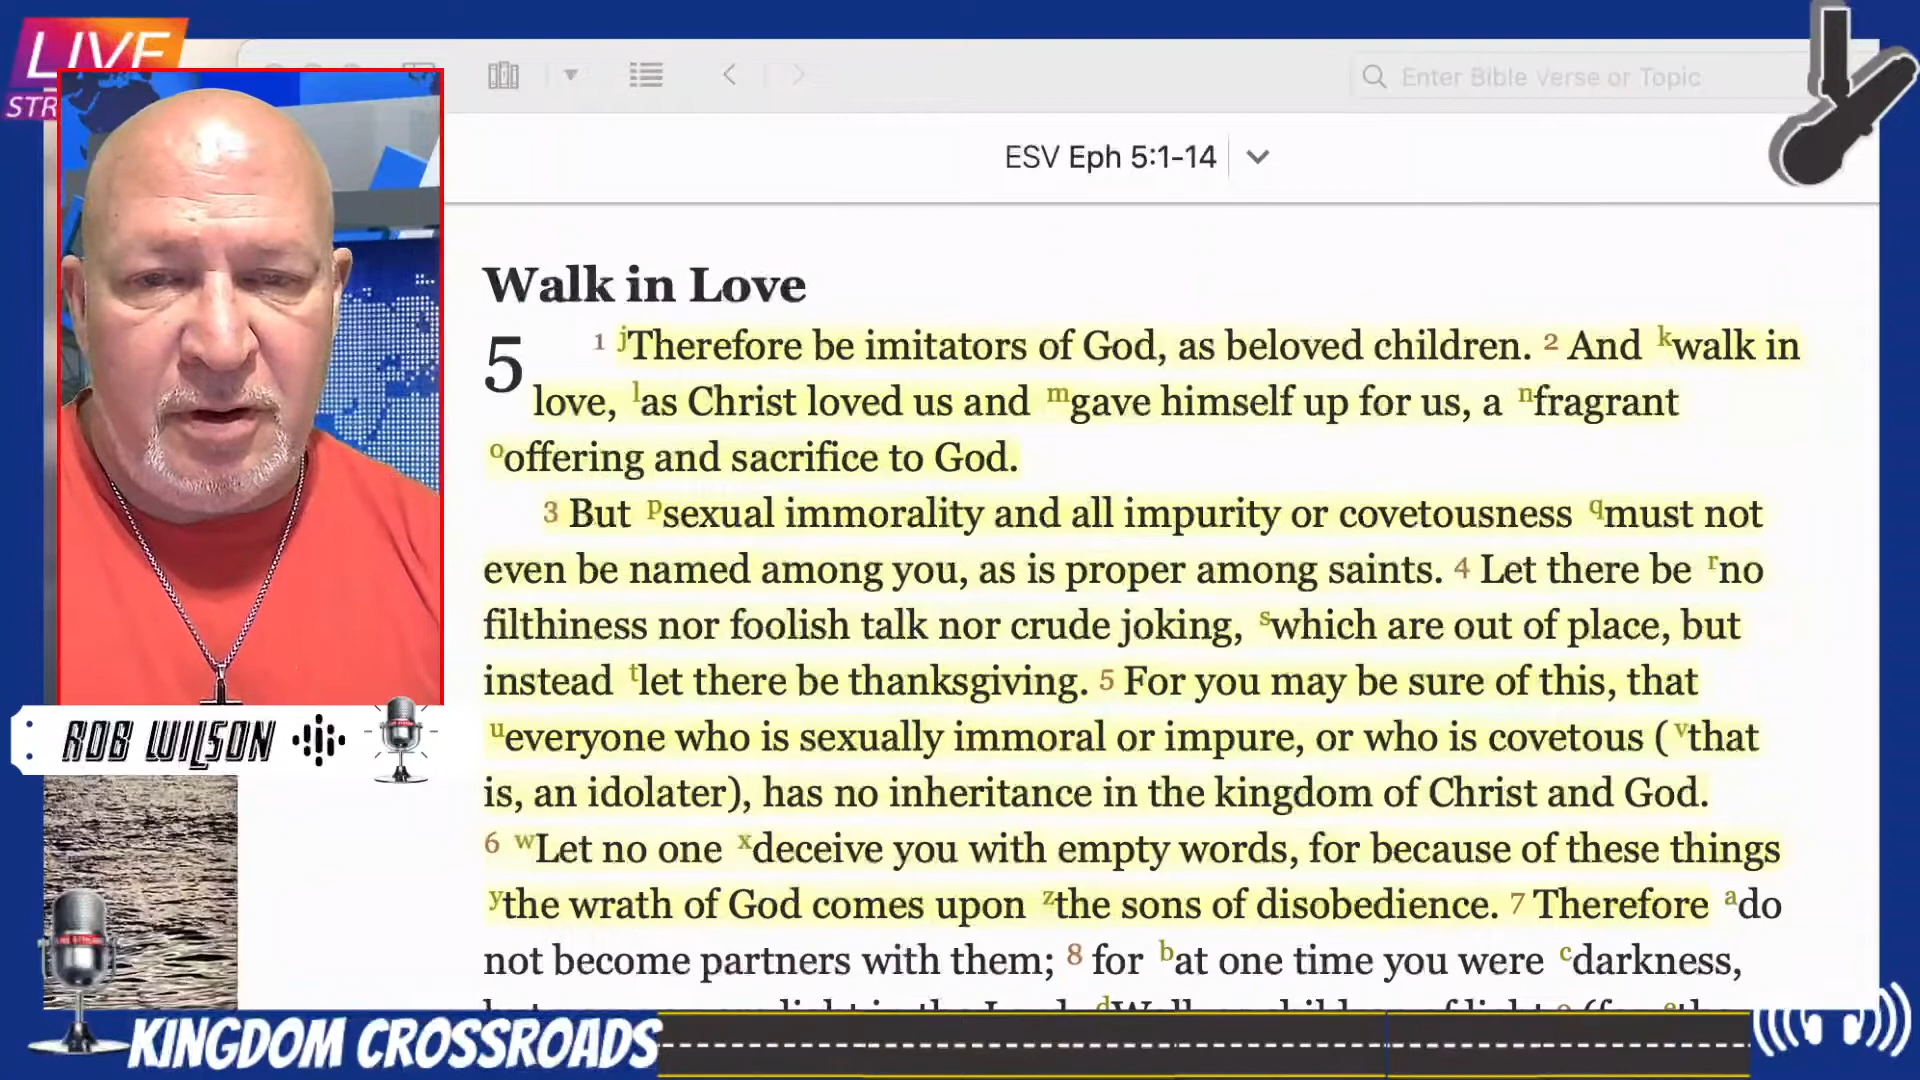 LIVE
STR
Enter Bible Verse or Topic
ESV Eph 5:1-14
Walk in Love
5 1 jTherefore be imitators of God, as beloved children. 2 And kwalk in
love, las Christ loved us and mgave himself up for us, a nfragrant
ooffering and sacrifice to God.
3 But psexual immorality and all impurity or covetousness qmust not
even be named among you, as is proper among saints. 4 Let there be rno
filthiness nor foolish talk nor crude joking, swhich are out of place, but
instead tlet there be thanksgiving. 5 For you may be sure of this, that
ueveryone who is sexually immoral or impure, or who is covetous (vthat
is, an idolater), has no inheritance in the kingdom of Christ and God.
6 wLet no one xdeceive you with empty words, for because of these things
ythe wrath of God comes upon zthe sons of disobedience. 7 Therefore ado
not become partners with them; 8 for bat one time you were cdarkness,
ROB WILSON
KINGDOM CROSSROADS